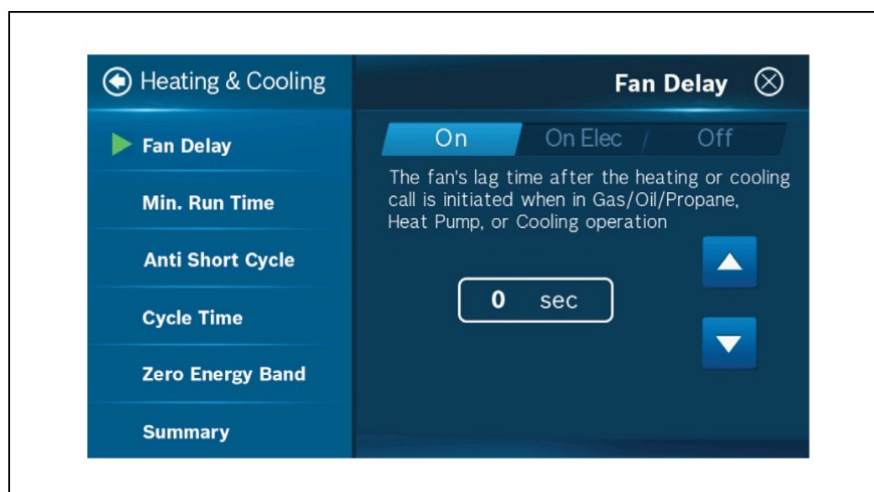 Heating & Cooling
Fan Delay
Min. Run Time
Anti Short Cycle
Cycle Time
Zero Energy Band
Summary
Fan Delay
On On Elec / Off
The fan's lag time after the heating or cooling
call is initiated when in Gas/Oil/Propane,
Heat Pump, or Cooling operation
0 sec